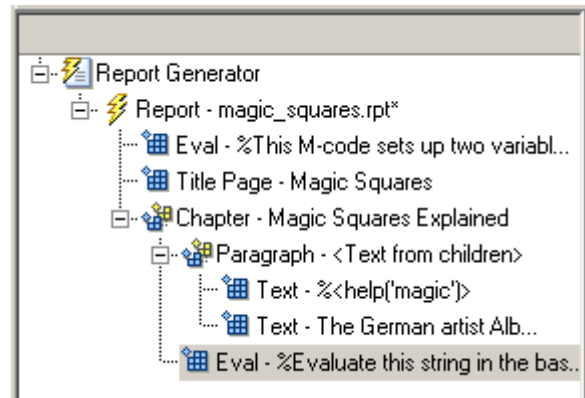 Report Generator
Report - magic_squares.rpt*
Eval - %This M-code sets up two variabl...
Title Page - Magic Squares
Chapter - Magic Squares Explained
Paragraph - <Text from children>
Text - %<help('magic')>
Text - The German artist Alb...
Eval - %Evaluate this string in the bas..